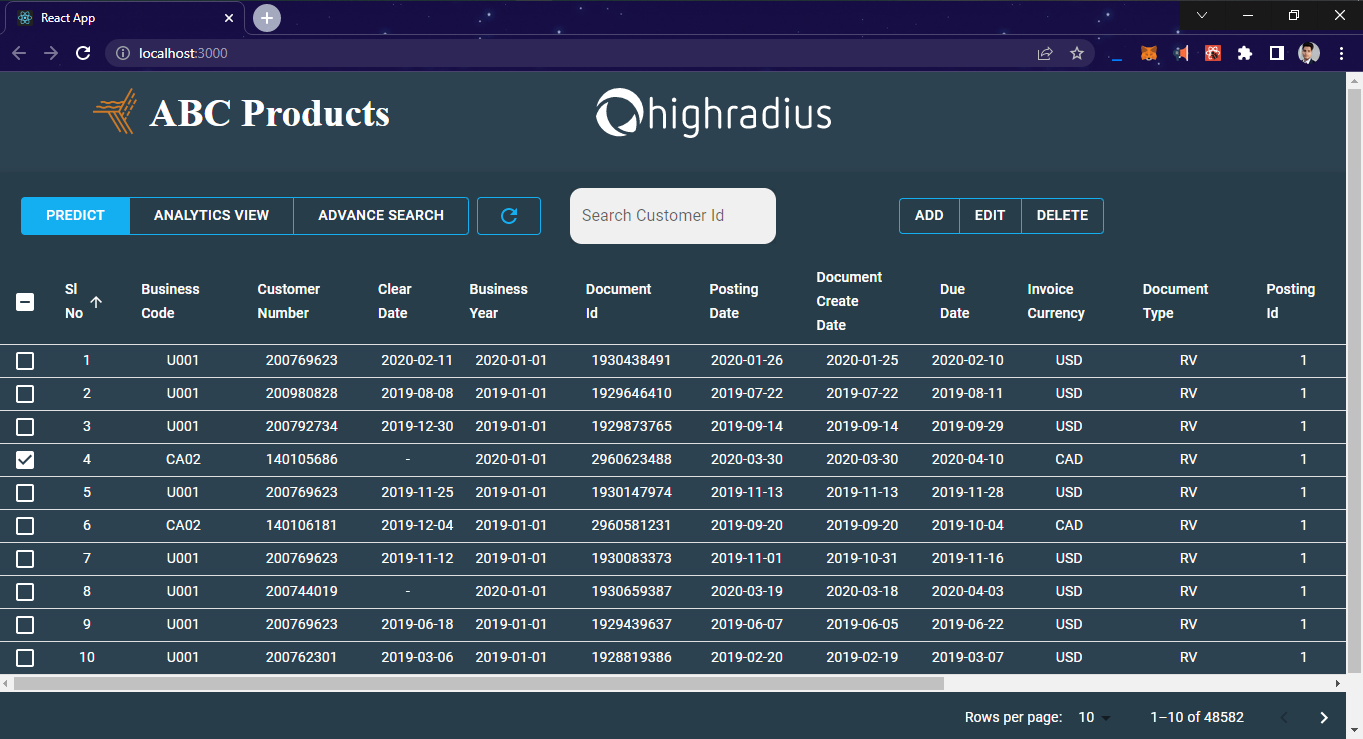 React App
localhost:3000
ABC Products highradius
PREDICT ANALYTICS VIEW ADVANCE SEARCH Search Customer Id ADD EDIT DELETE
Sl No Business Code Customer Number Clear Date Business Year Document Id Posting Date Document Create Date Due Date Invoice Currency Document Type Posting Id
1 U001 200769623 2020-02-11 2020-01-01 1930438491 2020-01-26 2020-01-25 2020-02-10 USD RV 1
2 U001 200980828 2019-08-08 2019-01-01 1929646410 2019-07-22 2019-07-22 2019-08-11 USD RV 1
3 U001 200792734 2019-12-30 2019-01-01 1929873765 2019-09-14 2019-09-14 2019-09-29 USD RV 1
4 CA02 140105686 - 2020-01-01 2960623488 2020-03-30 2020-03-30 2020-04-10 CAD RV 1
5 U001 200769623 2019-11-25 2019-01-01 1930147974 2019-11-13 2019-11-13 2019-11-28 USD RV 1
6 CA02 140106181 2019-12-04 2019-01-01 2960581231 2019-09-20 2019-09-20 2019-10-04 CAD RV 1
7 U001 200769623 2019-11-12 2019-01-01 1930083373 2019-11-01 2019-10-31 2019-11-16 USD RV 1
8 U001 200744019 - 2020-01-01 1930659387 2020-03-19 2020-03-18 2020-04-03 USD RV 1
9 U001 200769623 2019-06-18 2019-01-01 1929439637 2019-06-07 2019-06-05 2019-06-22 USD RV 1
10 U001 200762301 2019-03-06 2019-01-01 1928819386 2019-02-20 2019-02-19 2019-03-07 USD RV 1
Rows per page: 10 1–10 of 48582